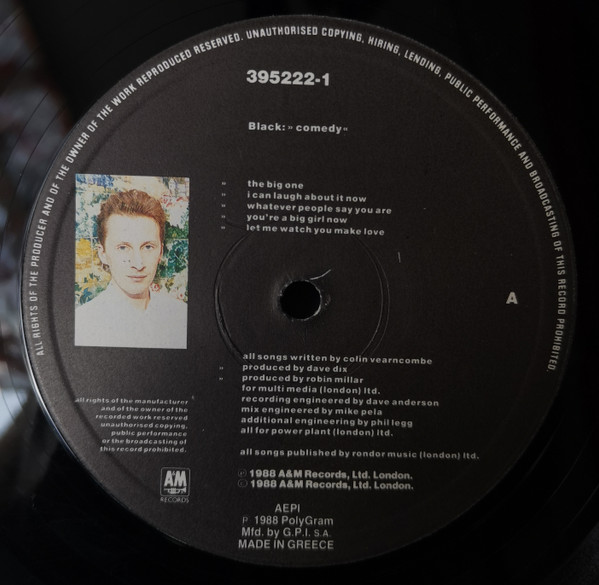 ALL RIGHTS OF THE PRODUCER AND OF THE OWNER OF THE WORK REPRODUCED RESERVED. UNAUTHORISED COPYING, HIRING, LENDING, PUBLIC PERFORMANCE AND BROADCASTING OF THIS RECORD PROHIBITED.
395222-1
Black: » comedy«
the big one
i can laugh about it now
whatever people say you are
you're a big girl now
let me watch you make love
A
all songs written by colin vearncombe
produced by dave dix
produced by robin millar
for multi media (london) ltd.
recording engineered by dave anderson
mix engineered by mike pela
additional engineering by phil legg
all for power plant (london) ltd.
all songs published by rondor music (london) ltd.
all rights of the manufacturer
and of the owner of the
recorded work reserved
unauthorised copying,
public performance
or the broadcasting of
this record prohibited.
A&M
RECORDS
℗ 1988 A&M Records, Ltd. London.
© 1988 A&M Records, Ltd. London.
AEPI
P 1988 PolyGram
Mfd. by G.P.I. S.A.
MADE IN GREECE